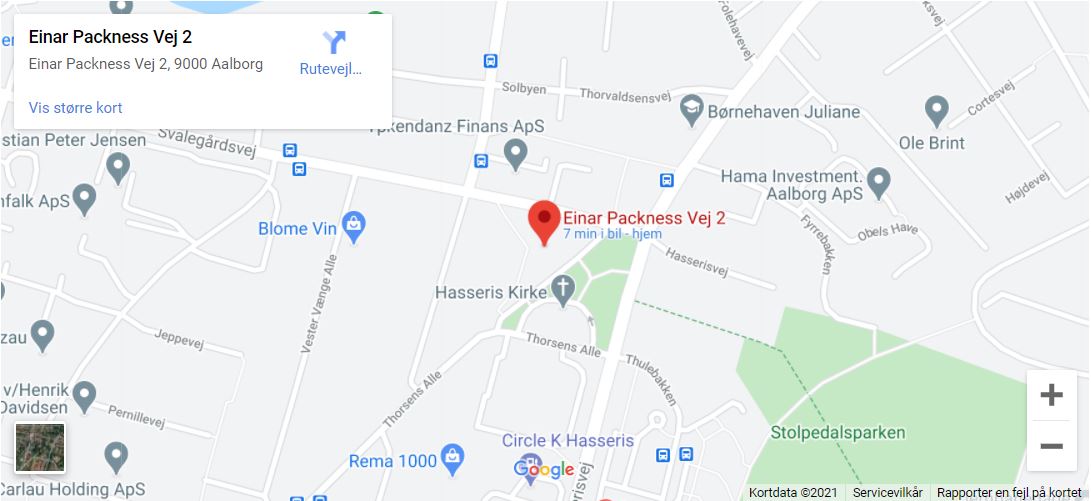 Einar Packness Vej 2
Einar Packness Vej 2, 9000 Aalborg
Rutevejl...
Vis større kort
Følehavevej
Solbyen
Thorvaldsensvej
Cortesvej
Børnehaven Juliane
Ypkendanz Finans ApS
Svalegårdsvej
stian Peter Jensen
Ole Brint
Hama Investment.
Aalborg ApS
Højdevej
nfalk ApS
Blome Vin
Einar Packness Vej 2
7 min i bil - hjem
Fyrrebakken
Obels Have
Hasserisvej
Vester Vænge Alle
Hasseris Kirke
zau
Jeppevej
Thorsens Alle
Thulebakken
v/Henrik
Davidsen
Pernillevej
Thorsens Alle
Stolpedalsparken
Circle K Hasseris
Rema 1000
Google
risvej
Carlau Holding ApS
Kortdata ©2021
Servicevilkår
Rapporter en fejl på kortet